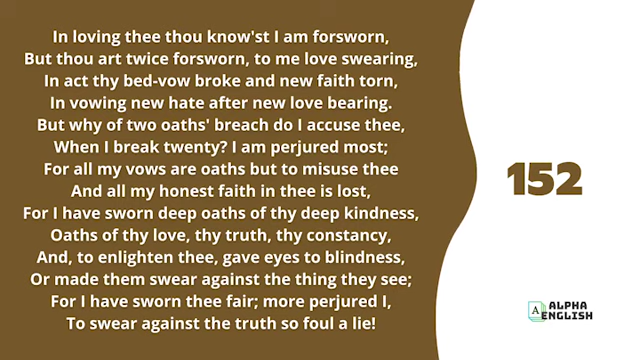 In loving thee thou know'st I am forsworn,
But thou art twice forsworn, to me love swearing,
In act thy bed-vow broke and new faith torn,
In vowing new hate after new love bearing.
But why of two oaths' breach do I accuse thee,
When I break twenty? I am perjured most;
For all my vows are oaths but to misuse thee
And all my honest faith in thee is lost,
For I have sworn deep oaths of thy deep kindness,
Oaths of thy love, thy truth, thy constancy,
And, to enlighten thee, gave eyes to blindness,
Or made them swear against the thing they see;
For I have sworn thee fair; more perjured I,
To swear against the truth so foul a lie!
152
A
ALPHA
ENGLISH